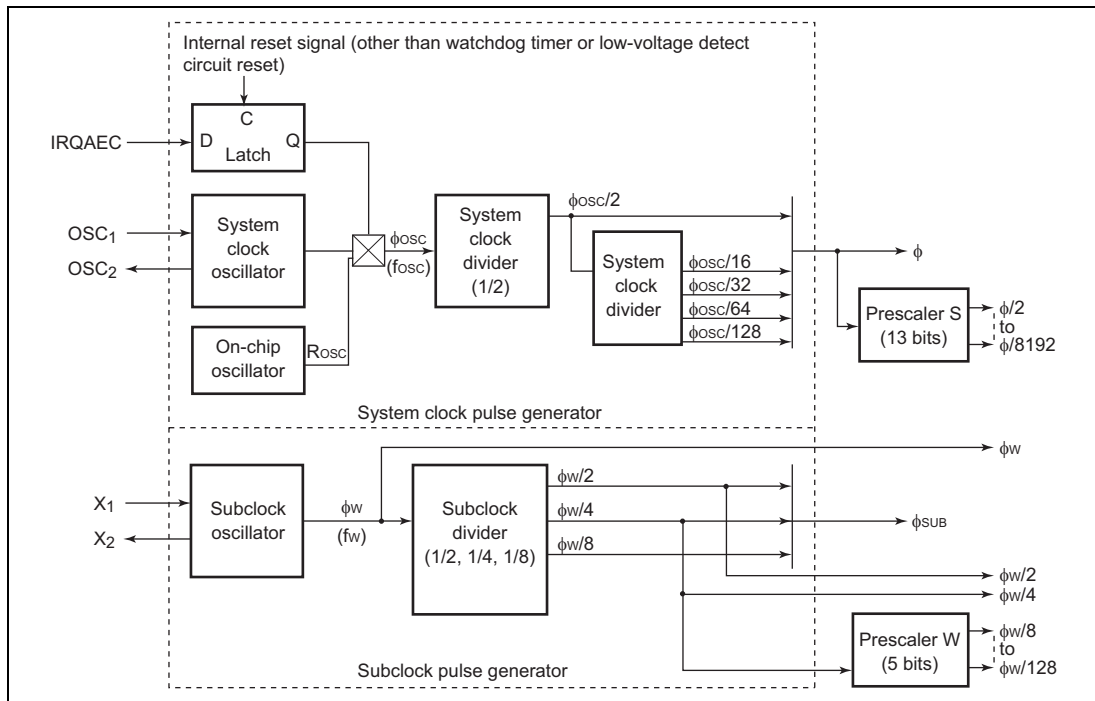 Internal reset signal (other than watchdog timer or low-voltage detect
circuit reset)
IRQAEC
D
C
Q
Latch
OSC1
OSC2
System
clock
oscillator
On-chip
oscillator
ROSC
ϕOSC
(fOSC)
System
clock
divider
(1/2)
ϕOSC/2
System
clock
divider
ϕOSC/16
ϕOSC/32
ϕOSC/64
ϕOSC/128
ϕ
Prescaler S
(13 bits)
ϕ/2
to
ϕ/8192
System clock pulse generator
X1
X2
Subclock
oscillator
ϕW
(fW)
Subclock
divider
(1/2, 1/4, 1/8)
ϕW/2
ϕW/4
ϕW/8
ϕW
ϕSUB
ϕW/2
ϕW/4
Prescaler W
(5 bits)
ϕW/8
to
ϕW/128
Subclock pulse generator